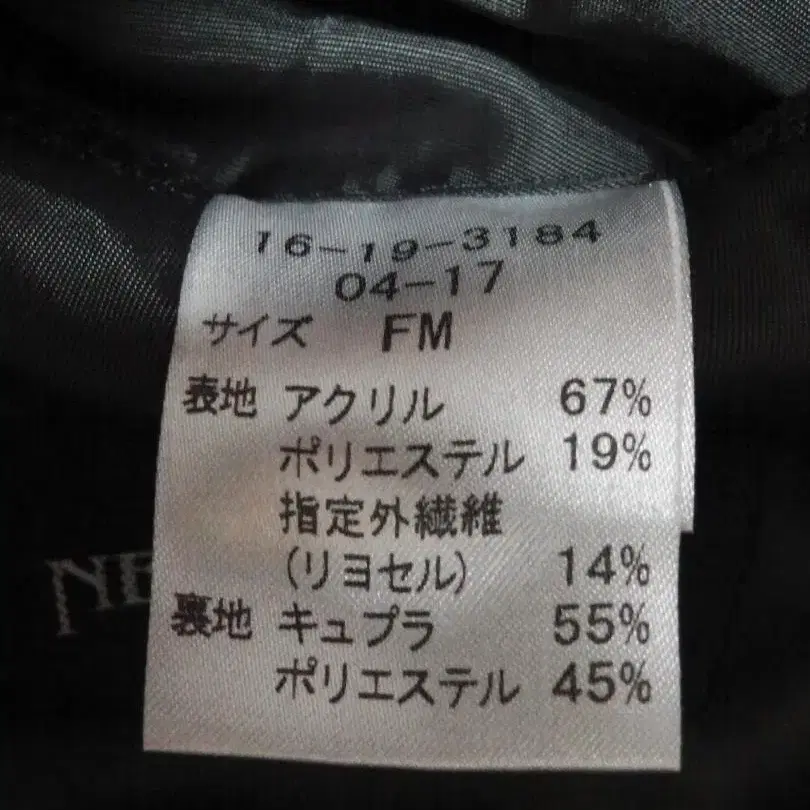 16-19-3184
04-17
サイズ FM
表地 アクリル 67%
ポリエステル 19%
指定外繊維
(リヨセル) 14%
裏地 キュプラ 55%
ポリエステル 45%